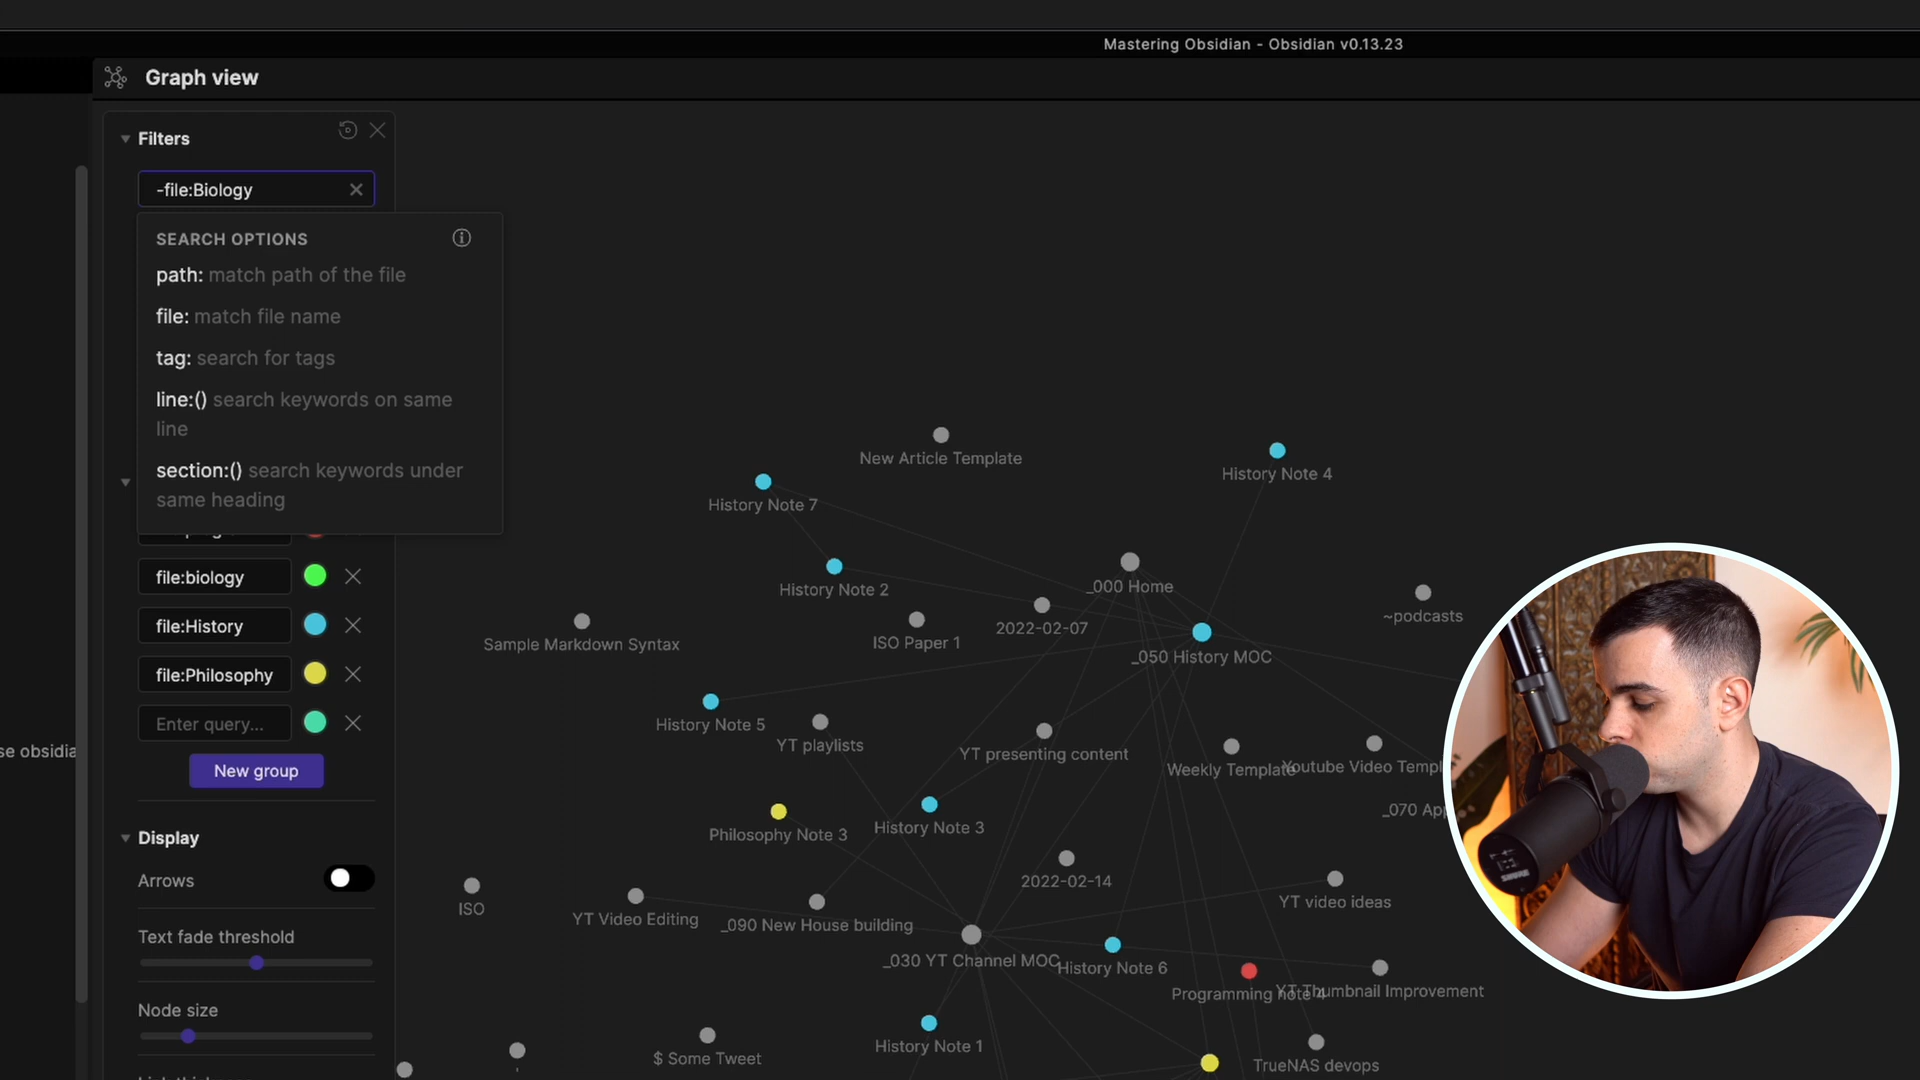 Mastering Obsidian - Obsidian v0.13.23
Graph view
Filters
-file:Biology
SEARCH OPTIONS
path: match path of the file
file: match file name
tag: search for tags
line:() search keywords on same
line
section:() search keywords under
same heading
file:biology
file:History
file:Philosophy
Enter query...
New group
Display
Arrows
Text fade threshold
Node size
se obsidia
New Article Template
History Note 4
History Note 7
_000 Home
History Note 2
~podcasts
2022-02-07
ISO Paper 1
Sample Markdown Syntax
_050 History MOC
History Note 5
YT playlists
YT presenting content
Weekly Template
Youtube Video Templ
_070 Ap
History Note 3
Philosophy Note 3
2022-02-14
YT video ideas
ISO
YT Video Editing
_090 New House building
_030 YT Channel MOC
History Note 6
Programming note 4
YT Thumbnail Improvement
History Note 1
$ Some Tweet
TrueNAS devops
SHURE